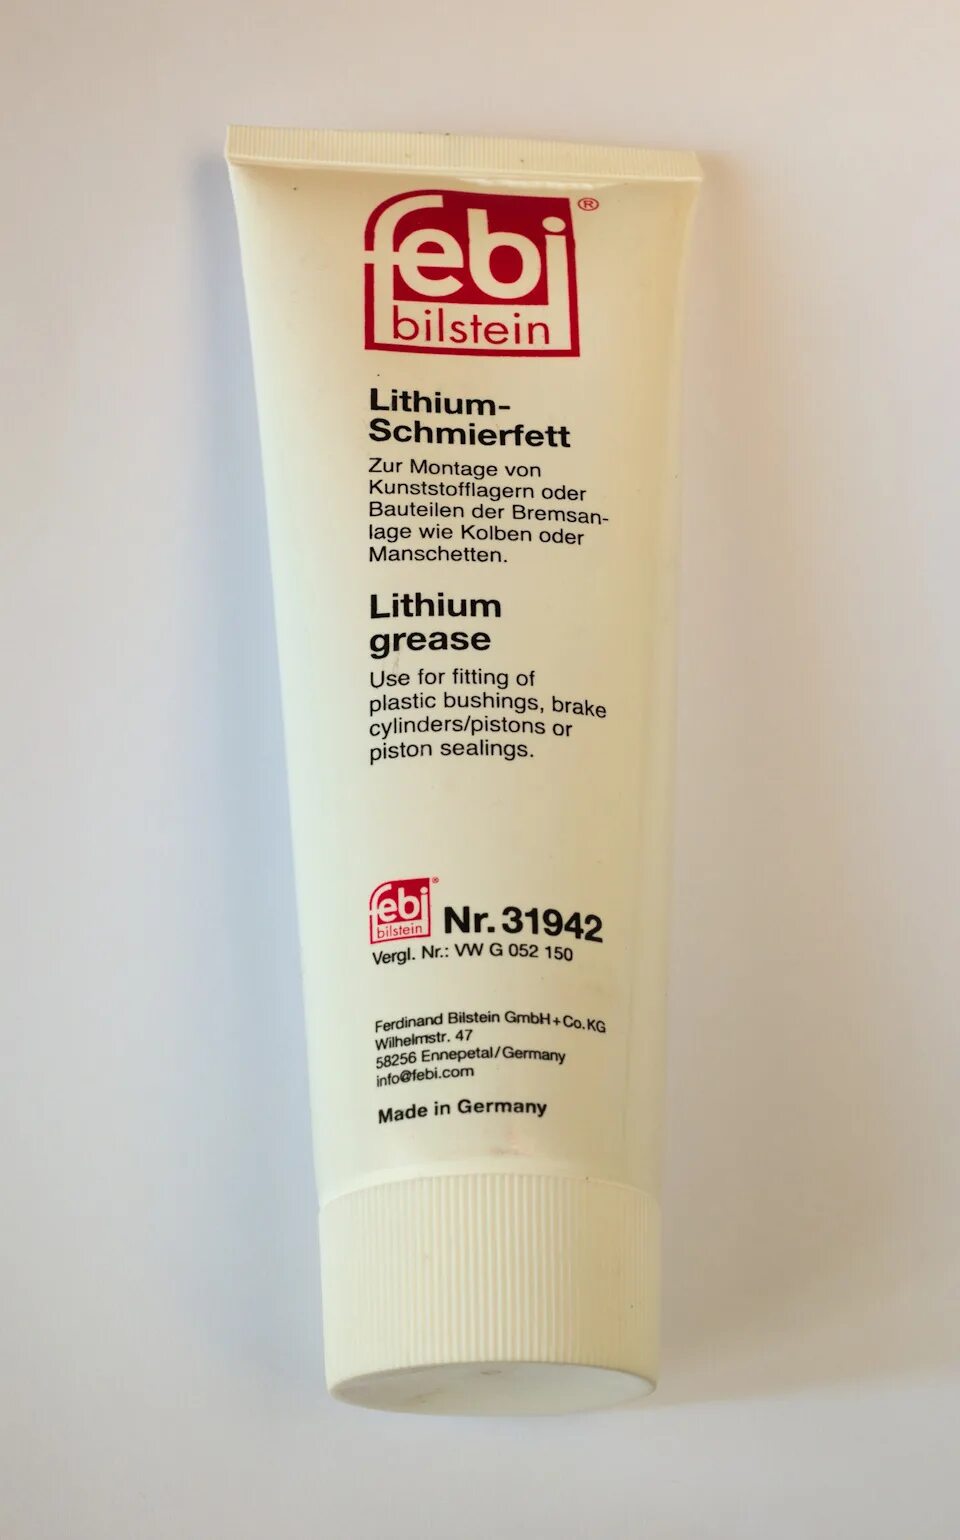 febi®
bilstein
Lithium-
Schmierfett
Zur Montage von
Kunststofflagern oder
Bauteilen der Bremsan-
lage wie Kolben oder
Manschetten.
Lithium
grease
Use for fitting of
plastic bushings, brake
cylinders/pistons or
piston sealings.
febi®
bilstein
Nr. 31942
Vergl. Nr.: VW G 052 150
Ferdinand Bilstein GmbH+Co.KG
Wilhelmstr. 47
58256 Ennepetal/Germany
info@febi.com
Made in Germany